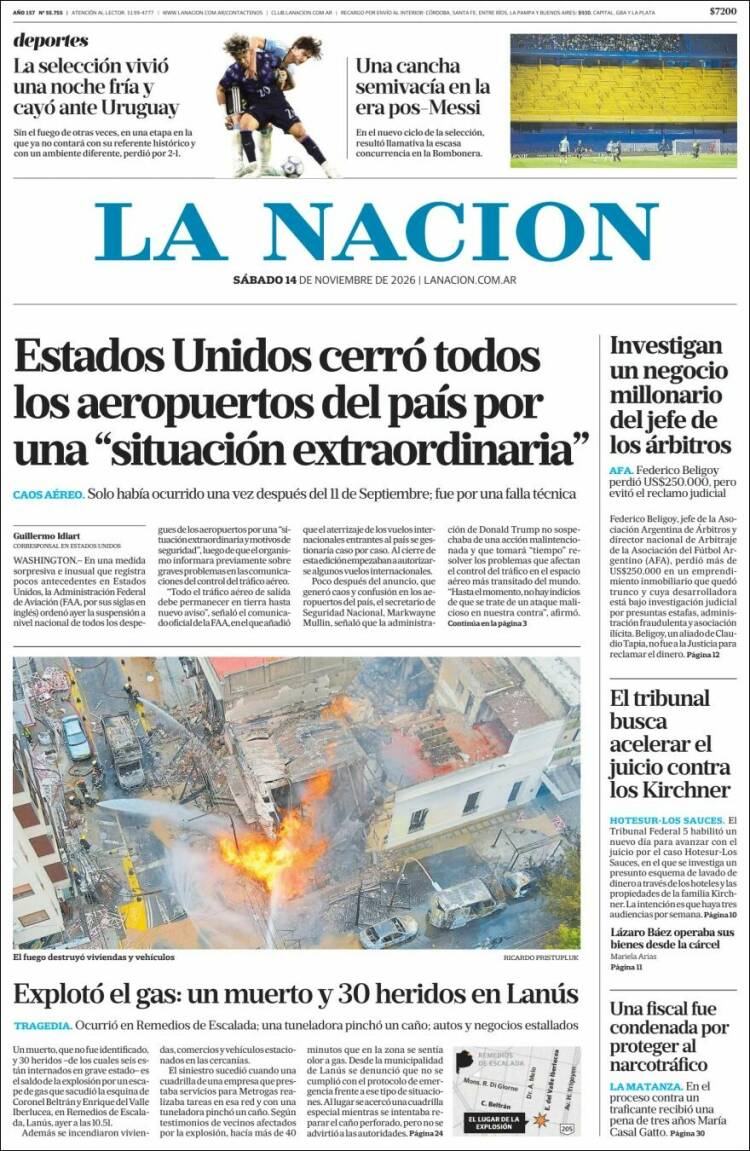 AÑO 157 Nº 55.755 | ATENCIÓN AL LECTOR: 5199-4777 | WWW.LANACION.COM.AR/CONTACTENOS | CLUB.LANACION.COM.AR | RECARGO POR ENVÍO AL INTERIOR: CÓRDOBA, SANTA FE, ENTRE RÍOS, LA PAMPA Y BUENOS AIRES: $920. CAPITAL, GBA Y LA PLATA
$7200
deportes
La selección vivió
una noche fría y
cayó ante Uruguay
Sin el fuego de otras veces, en una etapa en la
que ya no contará con su referente histórico y
con un ambiente diferente, perdió por 2-1.
Una cancha
semivacía en la
era pos-Messi
En el nuevo ciclo de la selección,
resultó llamativa la escasa
concurrencia en la Bombonera.
LA NACION
SÁBADO 14 DE NOVIEMBRE DE 2026 | LANACION.COM.AR
Estados Unidos cerró todos
los aeropuertos del país por
una “situación extraordinaria”
CAOS AÉREO. Solo había ocurrido una vez después del 11 de Septiembre; fue por una falla técnica
Guillermo Idiart
CORRESPONSAL EN ESTADOS UNIDOS
WASHINGTON.– En una medida
sorpresiva e inusual que registra
pocos antecedentes en Estados
Unidos, la Administración Federal
de Aviación (FAA, por sus siglas en
inglés) ordenó ayer la suspensión a
nivel nacional de todos los despe-
gues de los aeropuertos por una “si-
tuación extraordinaria y motivos de
seguridad”, luego de que el organis-
mo informara previamente sobre
graves problemas en las comunica-
ciones del control del tráfico aéreo.
“Todo el tráfico aéreo de salida
debe permanecer en tierra hasta
nuevo aviso”, señaló el comunica-
do oficial de la FAA, en el que añadió
que el aterrizaje de los vuelos inter-
nacionales entrantes al país se ges-
tionaría caso por caso. Al cierre de
esta edición empezaban a autorizar-
se algunos vuelos internacionales.
Poco después del anuncio, que
generó caos y confusión en los ae-
ropuertos del país, el secretario de
Seguridad Nacional, Markwayne
Mullin, señaló que la administra-
ción de Donald Trump no sospe-
chaba de una acción malintencio-
nada y que tomará “tiempo” re-
solver los problemas que afectan
el control del tráfico en el espacio
aéreo más transitado del mundo.
“Hasta el momento, no hay indicios
de que se trate de un ataque mali-
cioso en nuestra contra”, afirmó.
Continúa en la página 3
Investigan
un negocio
millonario
del jefe de
los árbitros
AFA. Federico Beligoy
perdió US$250.000, pero
evitó el reclamo judicial
Federico Beligoy, jefe de la Aso-
ciación Argentina de Árbitros y
director nacional de Arbitraje
de la Asociación del Fútbol Ar-
gentino (AFA), perdió más de
US$250.000 en un emprendi-
miento inmobiliario que quedó
trunco y cuya desarrolladora
está bajo investigación judicial
por presuntas estafas, adminis-
tración fraudulenta y asociación
ilícita. Beligoy, un aliado de Clau-
dio Tapia, no fue a la Justicia para
reclamar el dinero. Página 12
El tribunal
busca
acelerar el
juicio contra
los Kirchner
HOTESUR-LOS SAUCES. El
Tribunal Federal 5 habilitó un
nuevo día para avanzar con el
juicio por el caso Hotesur-Los
Sauces, en el que se investiga un
presunto esquema de lavado de
dinero a través de los hoteles y las
propiedades de la familia Kirch-
ner. La intención es que haya tres
audiencias por semana. Página 10
Lázaro Báez operaba sus
bienes desde la cárcel
Mariela Arias
Página 11
Una fiscal fue
condenada por
proteger al
narcotráfico
LA MATANZA. En el
proceso contra un
traficante recibió una
pena de tres años María
Casal Gatto. Página 30
El fuego destruyó viviendas y vehículos
RICARDO PRISTUPLUK
Explotó el gas: un muerto y 30 heridos en Lanús
TRAGEDIA. Ocurrió en Remedios de Escalada; una tuneladora pinchó un caño; autos y negocios estallados
Un muerto, que no fue identificado,
y 30 heridos –de los cuales seis es-
tán internados en grave estado– es
el saldo de la explosión por un esca-
pe de gas que sacudió la esquina de
Coronel Beltrán y Enrique del Valle
Iberlucea, en Remedios de Escala-
da, Lanús, ayer a las 10.51.
Además se incendiaron vivien-
das, comercios y vehículos estacio-
nados en las cercanías.
El siniestro sucedió cuando una
cuadrilla de una empresa que pres-
taba servicios para Metrogas rea-
lizaba tareas en esa red y con una
tuneladora pinchó un caño. Según
testimonios de vecinos afectados
por la explosión, hacía más de 40
minutos que en la zona se sentía
olor a gas. Desde la municipalidad
de Lanús se denunció que no se
cumplió con el protocolo de emer-
gencia frente a ese tipo de situacio-
nes. Al lugar se acercó una cuadrilla
especial mientras se intentaba re-
parar el caño perforado, pero no se
advirtió a las autoridades. Página 24
REMEDIOS
DE ESCALADA
Mons. R. Di Giorno
C. Beltrán
Dr. A. Melo
E. del Valle Iberlucea
Av. H. Yrigoyen
EL LUGAR DE LA
EXPLOSIÓN
205